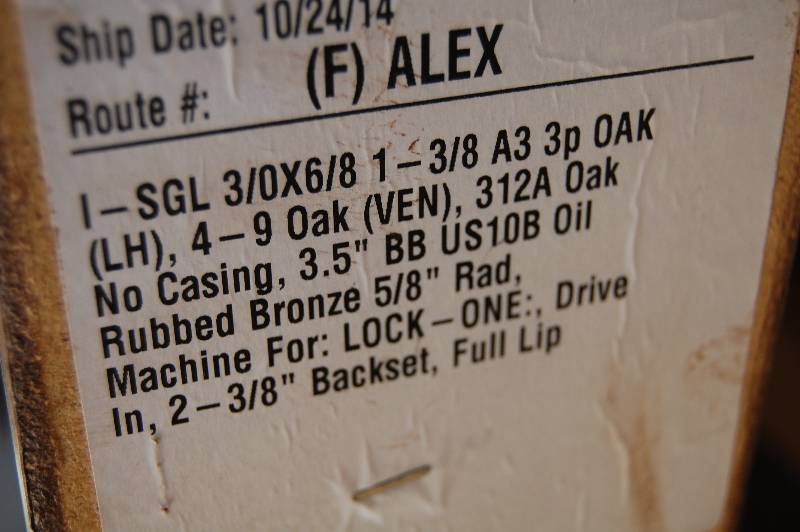 Ship Date: 10/24/14
Route #: (F) ALEX
I-SGL 3/0X6/8 1-3/8 A3 3p OAK
(LH), 4-9 Oak (VEN), 312A Oak
No Casing, 3.5" BB US10B Oil
Rubbed Bronze 5/8" Rad,
Machine For: LOCK-ONE:, Drive
In, 2-3/8" Backset, Full Lip